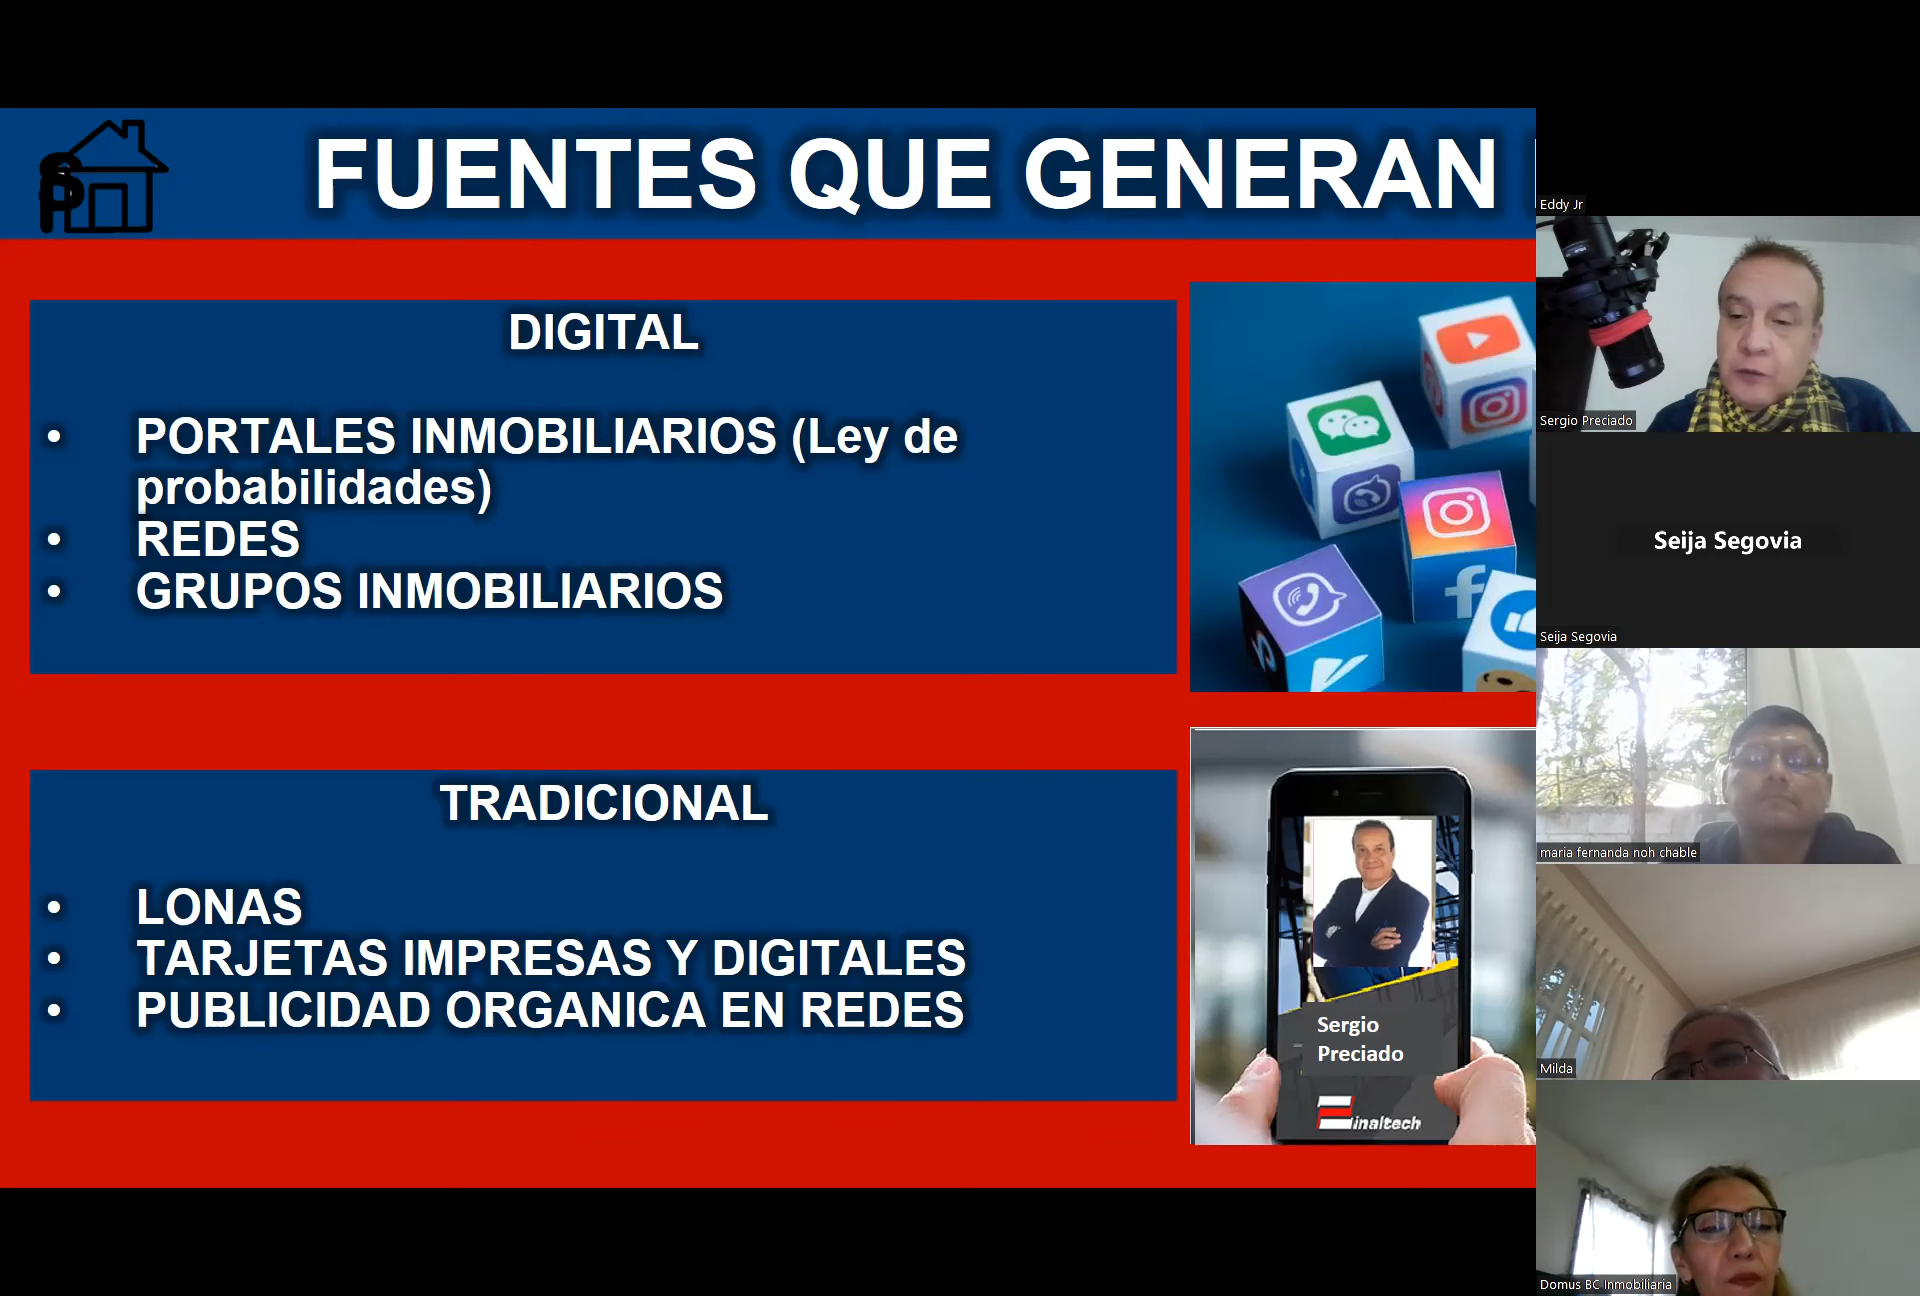 FUENTES QUE GENERAN
DIGITAL
• PORTALES INMOBILIARIOS (Ley de
probabilidades)
• REDES
• GRUPOS INMOBILIARIOS
TRADICIONAL
• LONAS
• TARJETAS IMPRESAS Y DIGITALES
• PUBLICIDAD ORGANICA EN REDES
Sergio
Preciado
inaltech
Eddy Jr
Sergio Preciado
Seija Segovia
Seija Segovia
maria fernanda noh chable
Milda
Domus BC Inmobiliaria